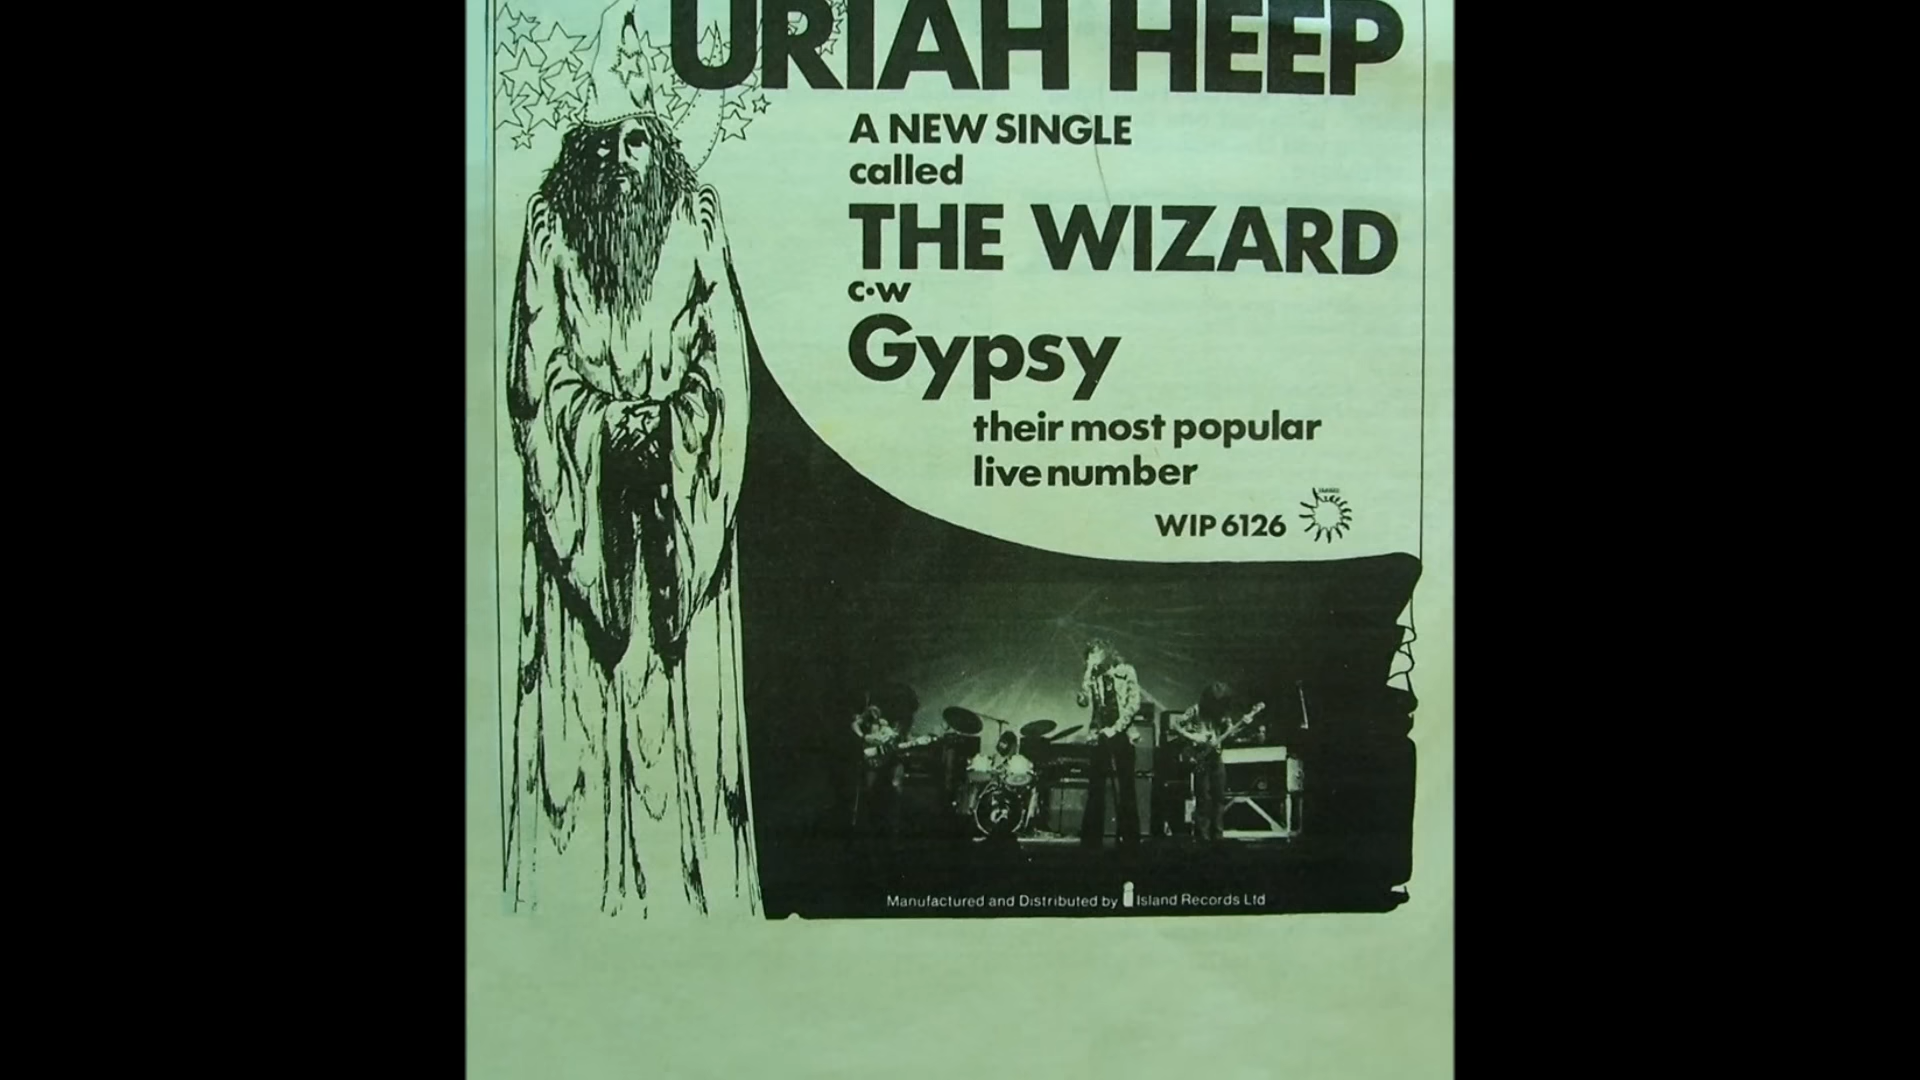 URIAH HEEP
A NEW SINGLE
called
THE WIZARD
c·w
Gypsy
their most popular
live number
WIP 6126
Manufactured and Distributed by Island Records Ltd